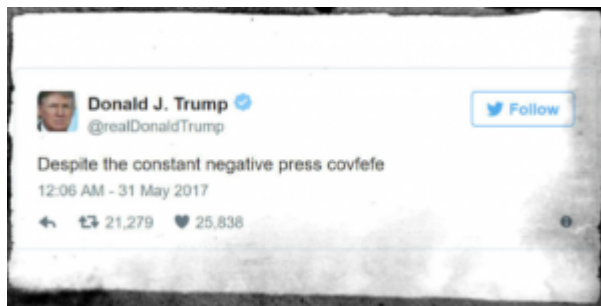 Donald J. Trump
Follow
@realDonaldTrump
Despite the constant negative press covfefe
12:06 AM - 31 May 2017
21,279 25,838